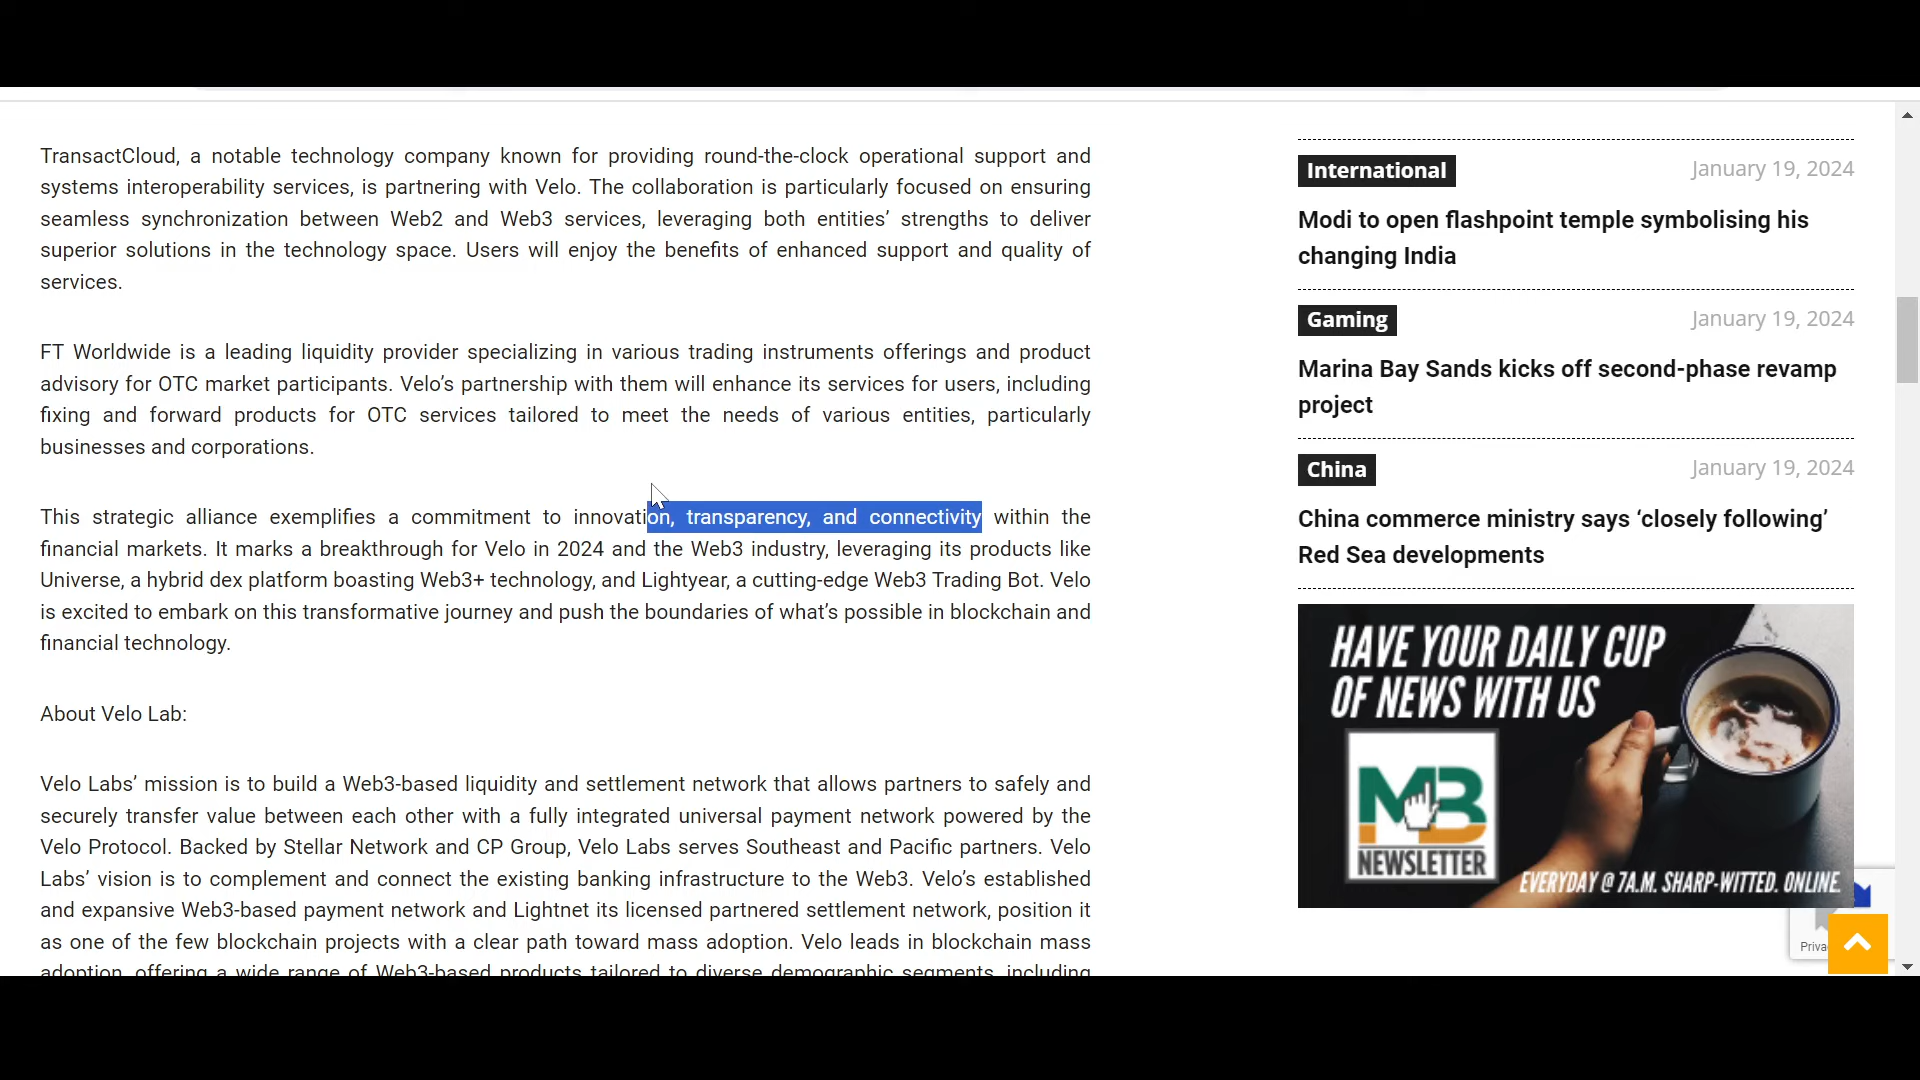 TransactCloud, a notable technology company known for providing round-the-clock operational support and
systems interoperability services, is partnering with Velo. The collaboration is particularly focused on ensuring
seamless synchronization between Web2 and Web3 services, leveraging both entities’ strengths to deliver
superior solutions in the technology space. Users will enjoy the benefits of enhanced support and quality of
services.
FT Worldwide is a leading liquidity provider specializing in various trading instruments offerings and product
advisory for OTC market participants. Velo’s partnership with them will enhance its services for users, including
fixing and forward products for OTC services tailored to meet the needs of various entities, particularly
businesses and corporations.
This strategic alliance exemplifies a commitment to innovation, transparency, and connectivity within the
financial markets. It marks a breakthrough for Velo in 2024 and the Web3 industry, leveraging its products like
Universe, a hybrid dex platform boasting Web3+ technology, and Lightyear, a cutting-edge Web3 Trading Bot. Velo
is excited to embark on this transformative journey and push the boundaries of what’s possible in blockchain and
financial technology.
About Velo Lab:
Velo Labs’ mission is to build a Web3-based liquidity and settlement network that allows partners to safely and
securely transfer value between each other with a fully integrated universal payment network powered by the
Velo Protocol. Backed by Stellar Network and CP Group, Velo Labs serves Southeast and Pacific partners. Velo
Labs’ vision is to complement and connect the existing banking infrastructure to the Web3. Velo’s established
and expansive Web3-based payment network and Lightnet its licensed partnered settlement network, position it
as one of the few blockchain projects with a clear path toward mass adoption. Velo leads in blockchain mass
adoption, offering a wide range of Web3-based products tailored to diverse demographic segments, including
International January 19, 2024
Modi to open flashpoint temple symbolising his
changing India
Gaming January 19, 2024
Marina Bay Sands kicks off second-phase revamp
project
China January 19, 2024
China commerce ministry says ‘closely following’
Red Sea developments
HAVE YOUR DAILY CUP
OF NEWS WITH US
MB
NEWSLETTER
EVERYDAY @ 7A.M. SHARP-WITTED. ONLINE.